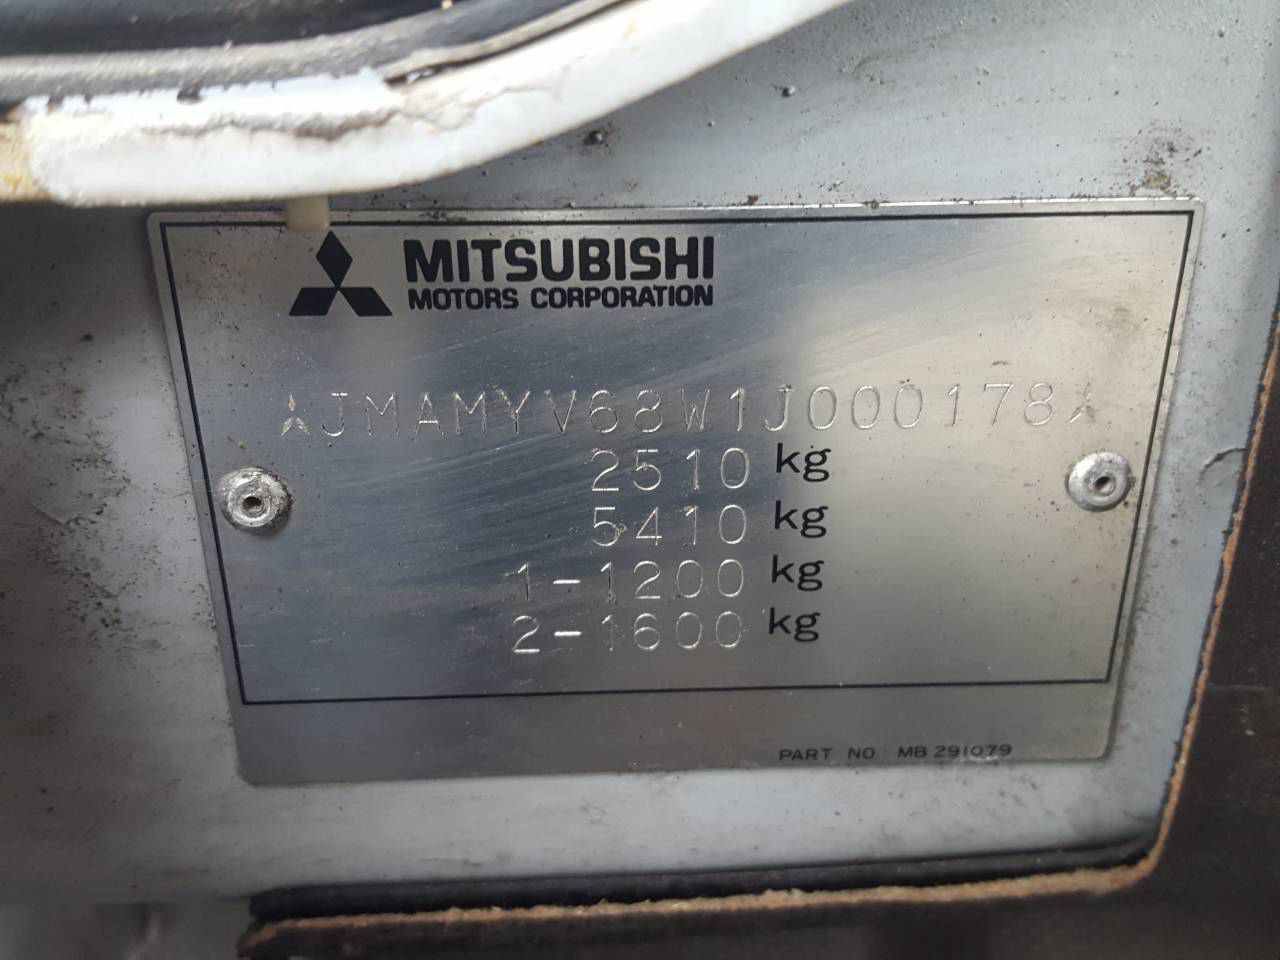 MITSUBISHI
MOTORS CORPORATION
JMAMYV68W1J000178
2510 kg
5410 kg
1-1200 kg
2-1600 kg
PART NO MB 291079